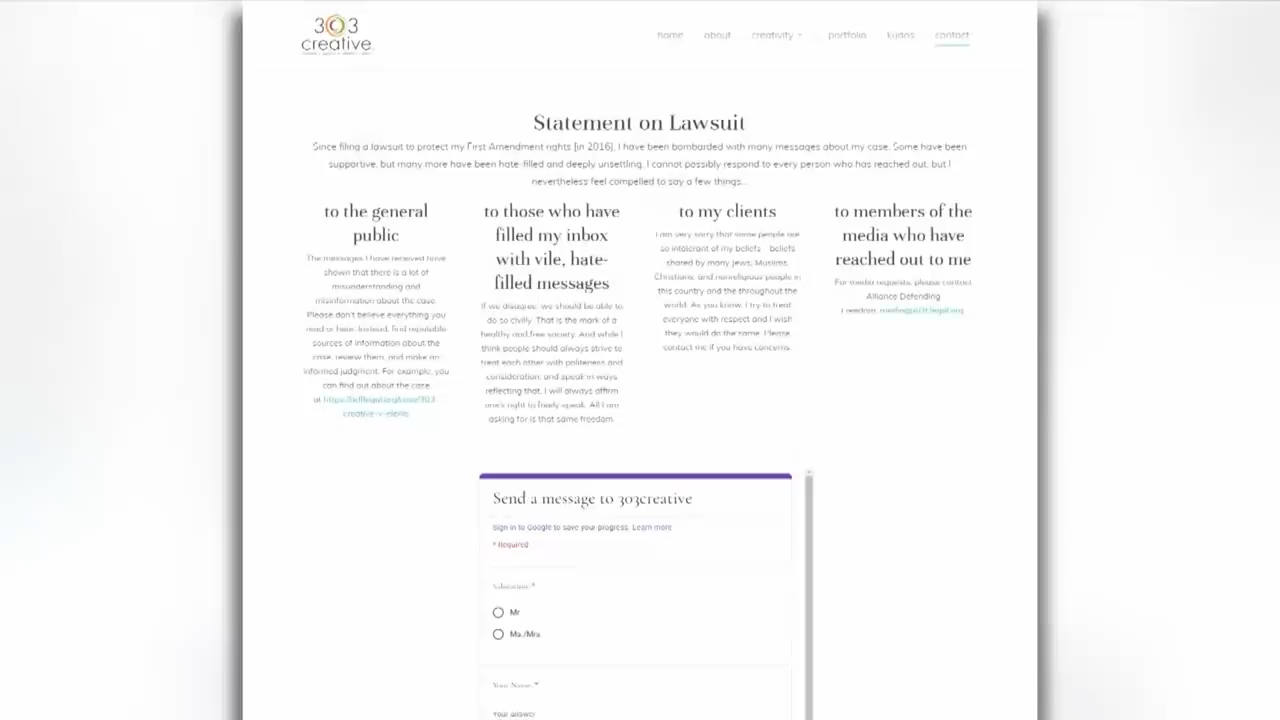 303
creative.
home about creativity portfolio kudos contact
Statement on Lawsuit
Since filing a lawsuit to protect my First Amendment rights [in 2016], I have been bombarded with many messages about my case. Some have been
supportive, but many more have been hate-filled and deeply unsettling. I cannot possibly respond to every person who has reached out, but I
nevertheless feel compelled to say a few things...
to the general
public
The messages I have received have
shown that there is a lot of
misunderstanding and
misinformation about the case.
Please don't believe everything you
read or hear. Instead, find reputable
sources of information about the
case, review them, and make an
informed judgment. For example, you
can find out about the case
at https://adflegal.org/case/303
creative-v-elenis
to those who have
filled my inbox
with vile, hate-
filled messages
If we disagree, we should be able to
do so civilly. That is the mark of a
healthy and free society. And while I
think people should always strive to
treat each other with politeness and
consideration, and speak in ways
reflecting that, I will always affirm
one's right to freely speak. All I am
asking for is that same freedom.
to my clients
I am very sorry that some people are
so intolerant of my beliefs – beliefs
shared by many Jews, Muslims,
Christians, and nonreligious people in
this country and the throughout the
world. As you know, I try to treat
everyone with respect and I wish
they would do the same. Please
contact me if you have concerns.
to members of the
media who have
reached out to me
For media requests, please contact
Alliance Defending
Freedom,
Send a message to 303creative
Sign in to Google to save your progress. Learn more
* Required
Salutation *
Mr.
Ms./Mrs.
Your Name *
Your answer